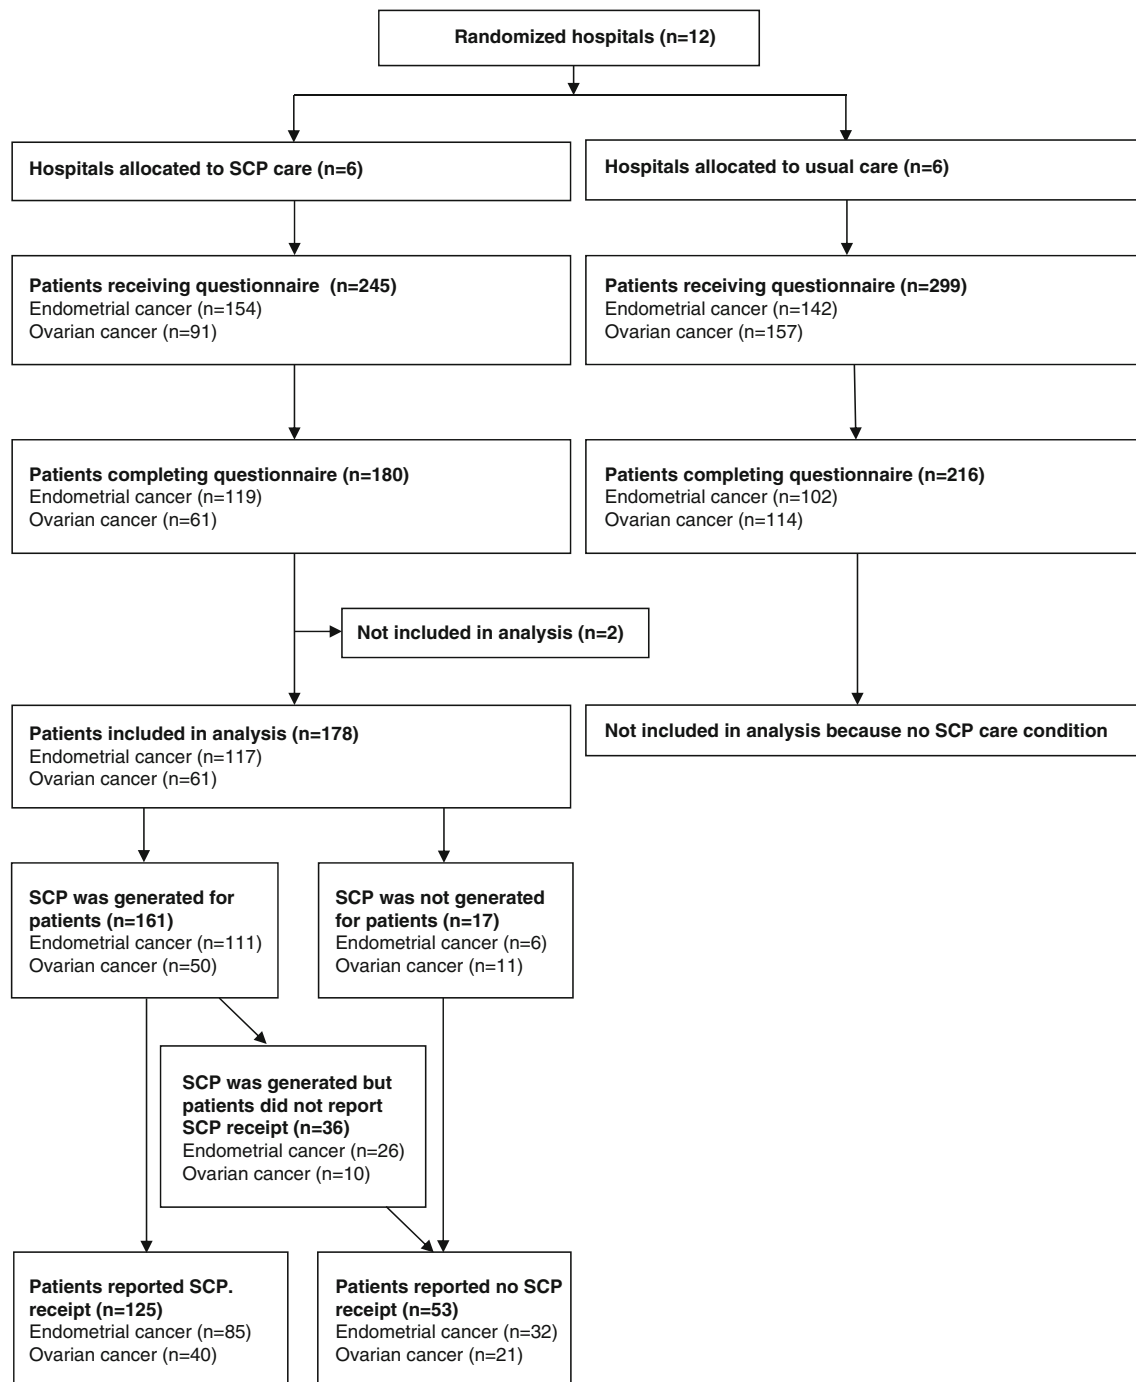 Randomized hospitals (n=12)
Hospitals allocated to SCP care (n=6)
Hospitals allocated to usual care (n=6)
Patients receiving questionnaire (n=245)
Endometrial cancer (n=154)
Ovarian cancer (n=91)
Patients receiving questionnaire (n=299)
Endometrial cancer (n=142)
Ovarian cancer (n=157)
Patients completing questionnaire (n=180)
Endometrial cancer (n=119)
Ovarian cancer (n=61)
Patients completing questionnaire (n=216)
Endometrial cancer (n=102)
Ovarian cancer (n=114)
Not included in analysis (n=2)
Patients included in analysis (n=178)
Endometrial cancer (n=117)
Ovarian cancer (n=61)
Not included in analysis because no SCP care condition
SCP was generated for
patients (n=161)
Endometrial cancer (n=111)
Ovarian cancer (n=50)
SCP was not generated
for patients (n=17)
Endometrial cancer (n=6)
Ovarian cancer (n=11)
SCP was generated but
patients did not report
SCP receipt (n=36)
Endometrial cancer (n=26)
Ovarian cancer (n=10)
Patients reported SCP.
receipt (n=125)
Endometrial cancer (n=85)
Ovarian cancer (n=40)
Patients reported no SCP
receipt (n=53)
Endometrial cancer (n=32)
Ovarian cancer (n=21)